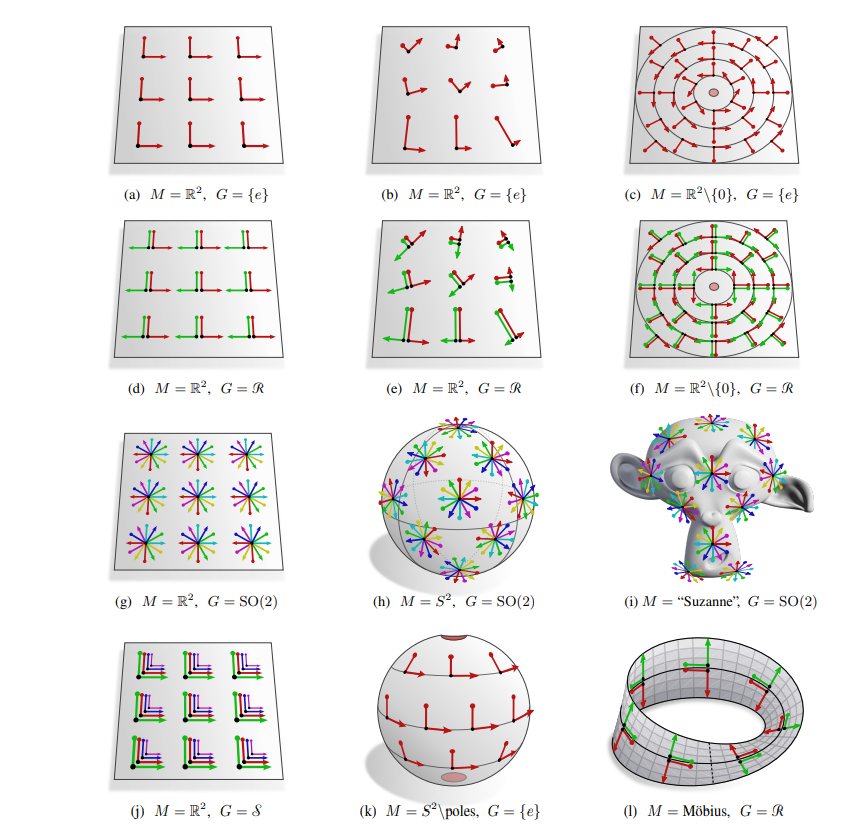 (a) M = ℝ², G = {e}
(b) M = ℝ², G = {e}
(c) M = ℝ²\{0}, G = {e}
(d) M = ℝ², G = ℛ
(e) M = ℝ², G = ℛ
(f) M = ℝ²\{0}, G = ℛ
(g) M = ℝ², G = SO(2)
(h) M = S², G = SO(2)
(i) M = “Suzanne”, G = SO(2)
(j) M = ℝ², G = 𝒮
(k) M = S²\poles, G = {e}
(l) M = Möbius, G = ℛ